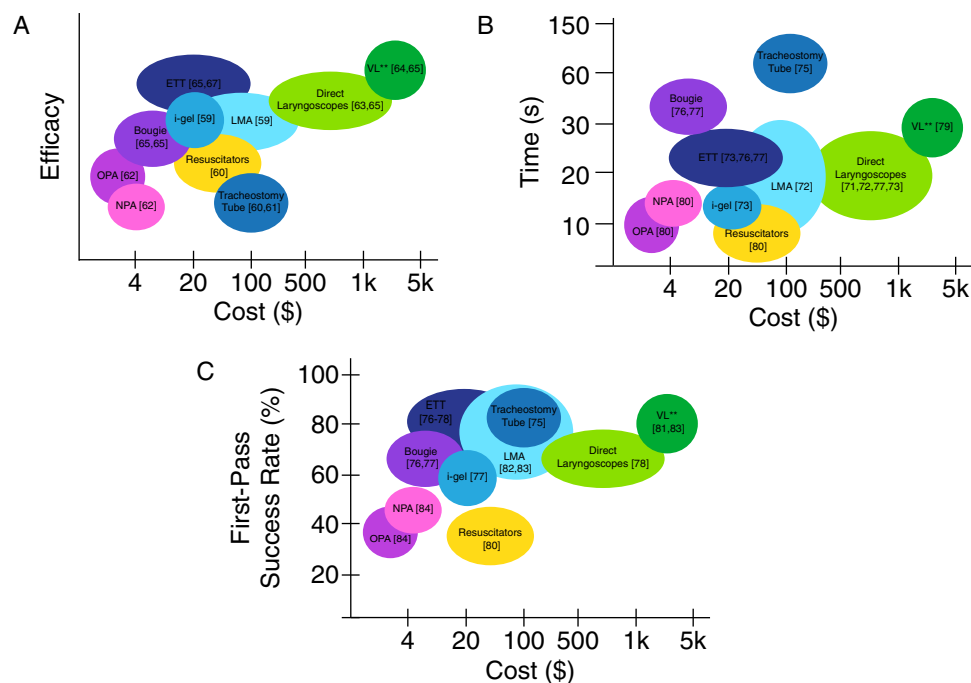 A
Efficacy
VL** [64,65]
ETT [65,67]
Direct
Laryngoscopes [63,65]
i-gel [59]
LMA [59]
Bougie
[65,65]
Resuscitators
[60]
OPA [62]
NPA [62]
Tracheostomy
Tube [60,61]
4 20 100 500 1k 5k
Cost ($)
B
Time (s)
150
60
30
20
10
Tracheostomy
Tube [75]
Bougie
[76,77]
VL** [79]
ETT [73,76,77]
Direct
Laryngoscopes
[71,72,77,73]
LMA [72]
NPA [80]
i-gel [73]
OPA [80]
Resuscitators
[80]
4 20 100 500 1k 5k
Cost ($)
C
First-Pass
Success Rate (%)
100
80
60
40
20
ETT
[76-78]
Tracheostomy
Tube [75]
VL**
[81,83]
Bougie
[76,77]
LMA
[82,83]
Direct
Laryngoscopes [78]
i-gel [77]
NPA [84]
OPA [84]
Resuscitators
[80]
4 20 100 500 1k 5k
Cost ($)